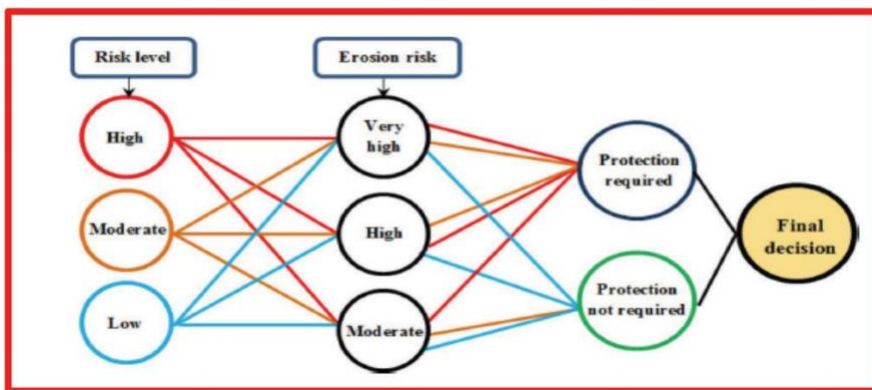 Risk level
Erosion risk
High
Very
high
Protection
required
Moderate
High
Final
decision
Low
Moderate
Protection
not required